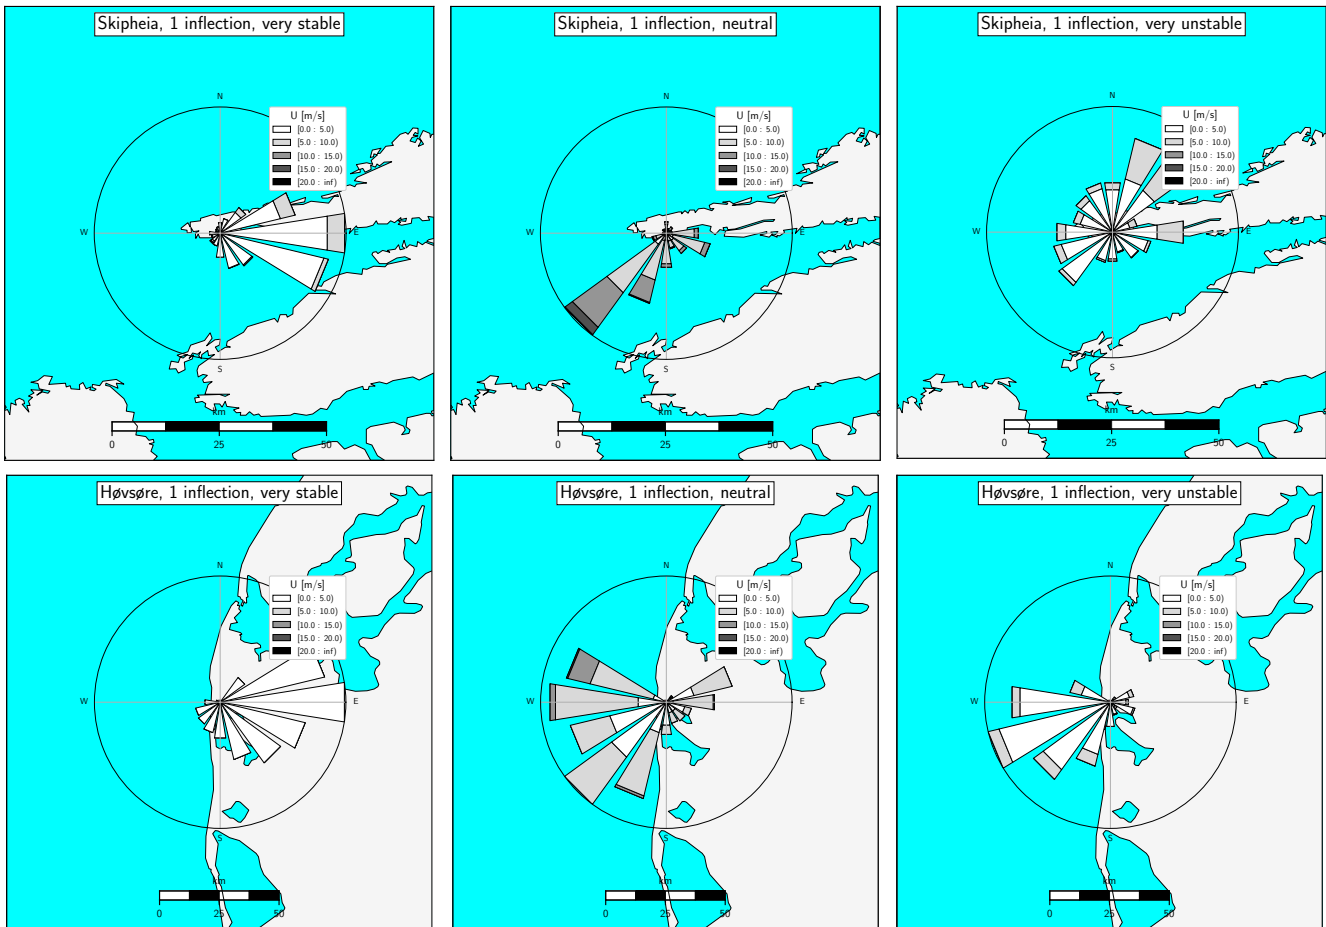 Skipheia, 1 inflection, very stable
N
U [m/s]
[0.0 : 5.0)
[5.0 : 10.0)
[10.0 : 15.0)
[15.0 : 20.0)
[20.0 : inf)
W
E
S
km
0
25
50
Skipheia, 1 inflection, neutral
N
U [m/s]
[0.0 : 5.0)
[5.0 : 10.0)
[10.0 : 15.0)
[15.0 : 20.0)
[20.0 : inf)
W
E
S
km
0
25
50
Skipheia, 1 inflection, very unstable
N
U [m/s]
[0.0 : 5.0)
[5.0 : 10.0)
[10.0 : 15.0)
[15.0 : 20.0)
[20.0 : inf)
W
E
S
km
0
25
50
Høvsøre, 1 inflection, very stable
N
U [m/s]
[0.0 : 5.0)
[5.0 : 10.0)
[10.0 : 15.0)
[15.0 : 20.0)
[20.0 : inf)
W
E
S
km
0
25
50
Høvsøre, 1 inflection, neutral
N
U [m/s]
[0.0 : 5.0)
[5.0 : 10.0)
[10.0 : 15.0)
[15.0 : 20.0)
[20.0 : inf)
W
E
S
km
0
25
50
Høvsøre, 1 inflection, very unstable
N
U [m/s]
[0.0 : 5.0)
[5.0 : 10.0)
[10.0 : 15.0)
[15.0 : 20.0)
[20.0 : inf)
W
E
S
km
0
25
50